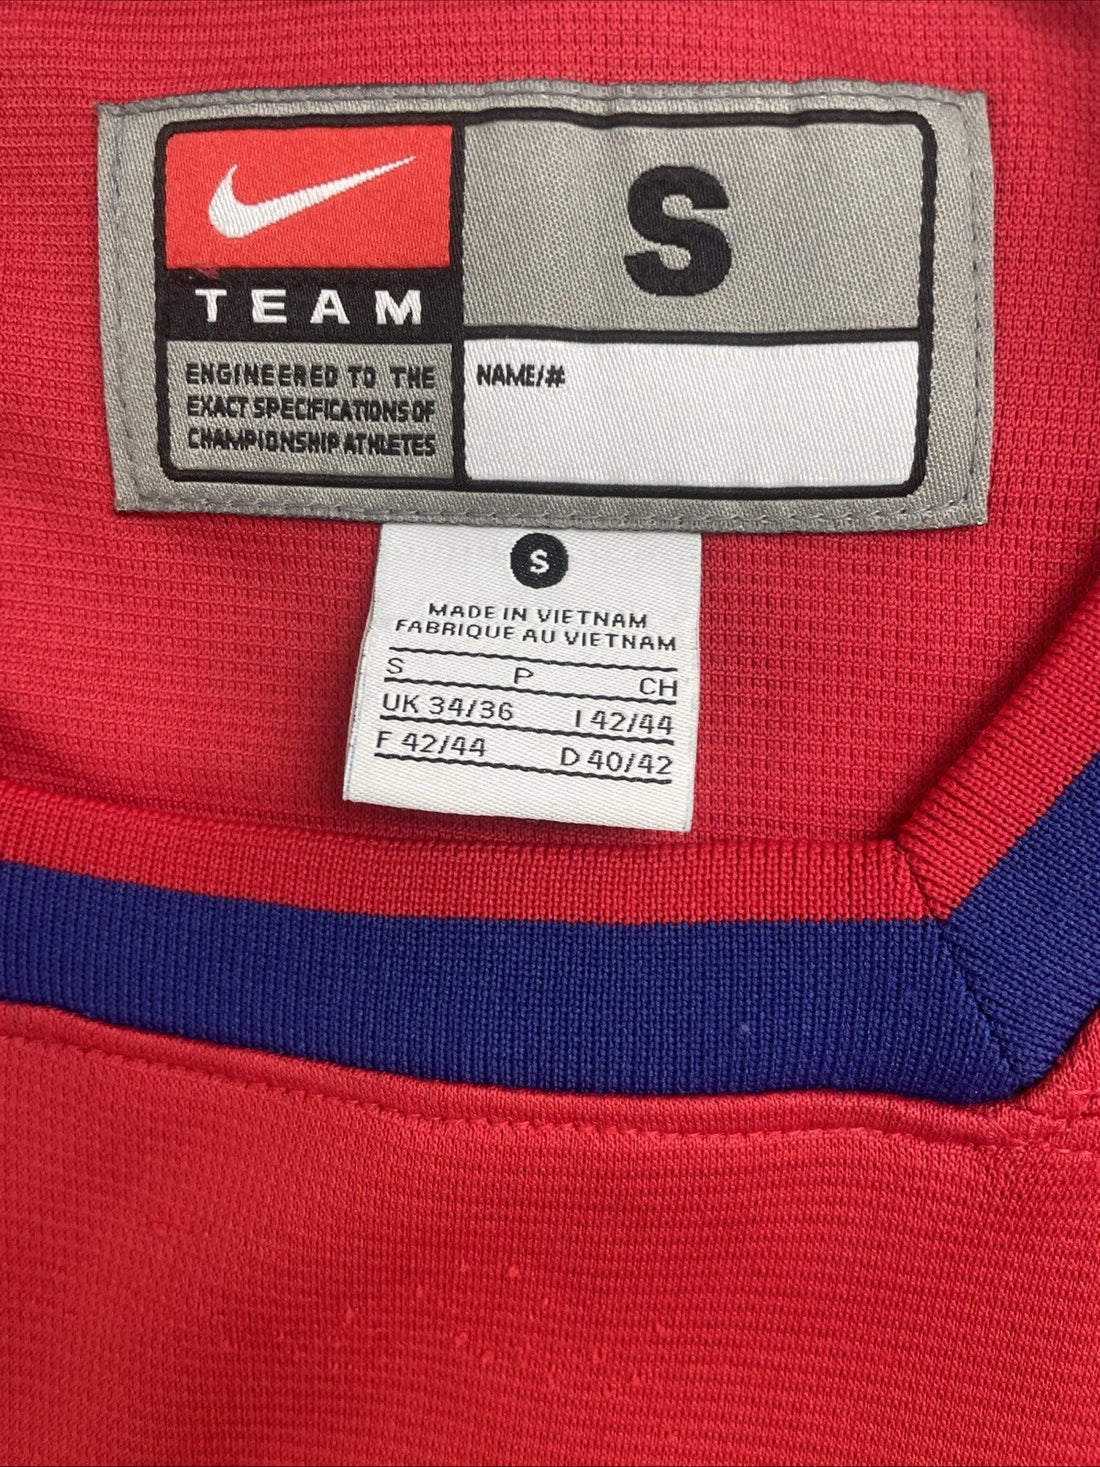 TEAM
ENGINEERED TO THE
EXACT SPECIFICATIONS OF
CHAMPIONSHIP ATHLETES
S
NAME/#
S
MADE IN VIETNAM
FABRIQUE AU VIETNAM
S P CH
UK 34/36 I 42/44
F 42/44 D 40/42